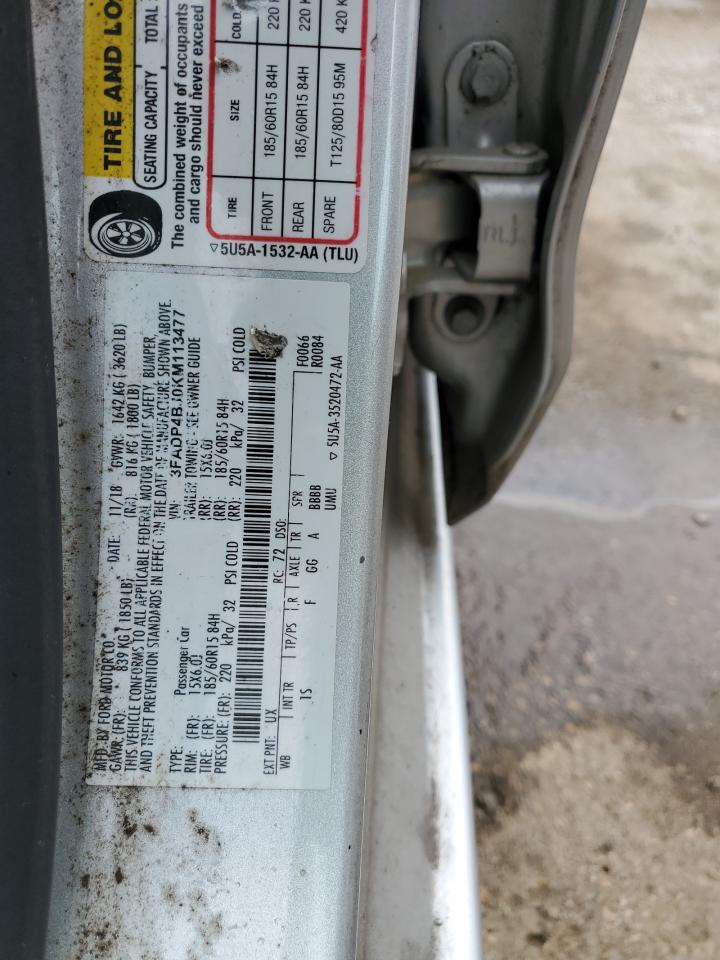 TIRE AND LO
SEATING CAPACITY TOTAL
The combined weight of occupants
and cargo should never exceed
TIRE SIZE COLD
FRONT 185/60R15 84H 220 K
REAR 185/60R15 84H 220 K
SPARE T125/80D15 95M 420 K
▽5U5A-1532-AA (TLU)
MFD. BY FORD MOTOR CO.
DATE: 11/18 GVWR: 1642 KG ( 3620 LB)
GAWR: (FR): 839 KG ( 1850 LB) (RR): 816 KG ( 1800 LB)
THIS VEHICLE CONFORMS TO ALL APPLICABLE FEDERAL MOTOR VEHICLE SAFETY, BUMPER,
AND THEFT PREVENTION STANDARDS IN EFFECT ON THE DATE OF MANUFACTURE SHOWN ABOVE.
VIN: 3FADP4BJ0KM113477
TYPE: Passenger Car TRAILER TOWING - SEE OWNER GUIDE
RIM: (FR): 15X6.0J (RR): 15X6.0J
TIRE: (FR): 185/60R15 84H (RR): 185/60R15 84H
PRESSURE: (FR): 220 kPa/ 32 PSI COLD (RR): 220 kPa/ 32 PSI COLD
EXT PNT: UX RC: 72 DSO: F0066
WB INT TR TP/PS R AXLE TR SPR R0084
1S F GG A BBBB
UMU ▽ 5U5A-3520472-AA